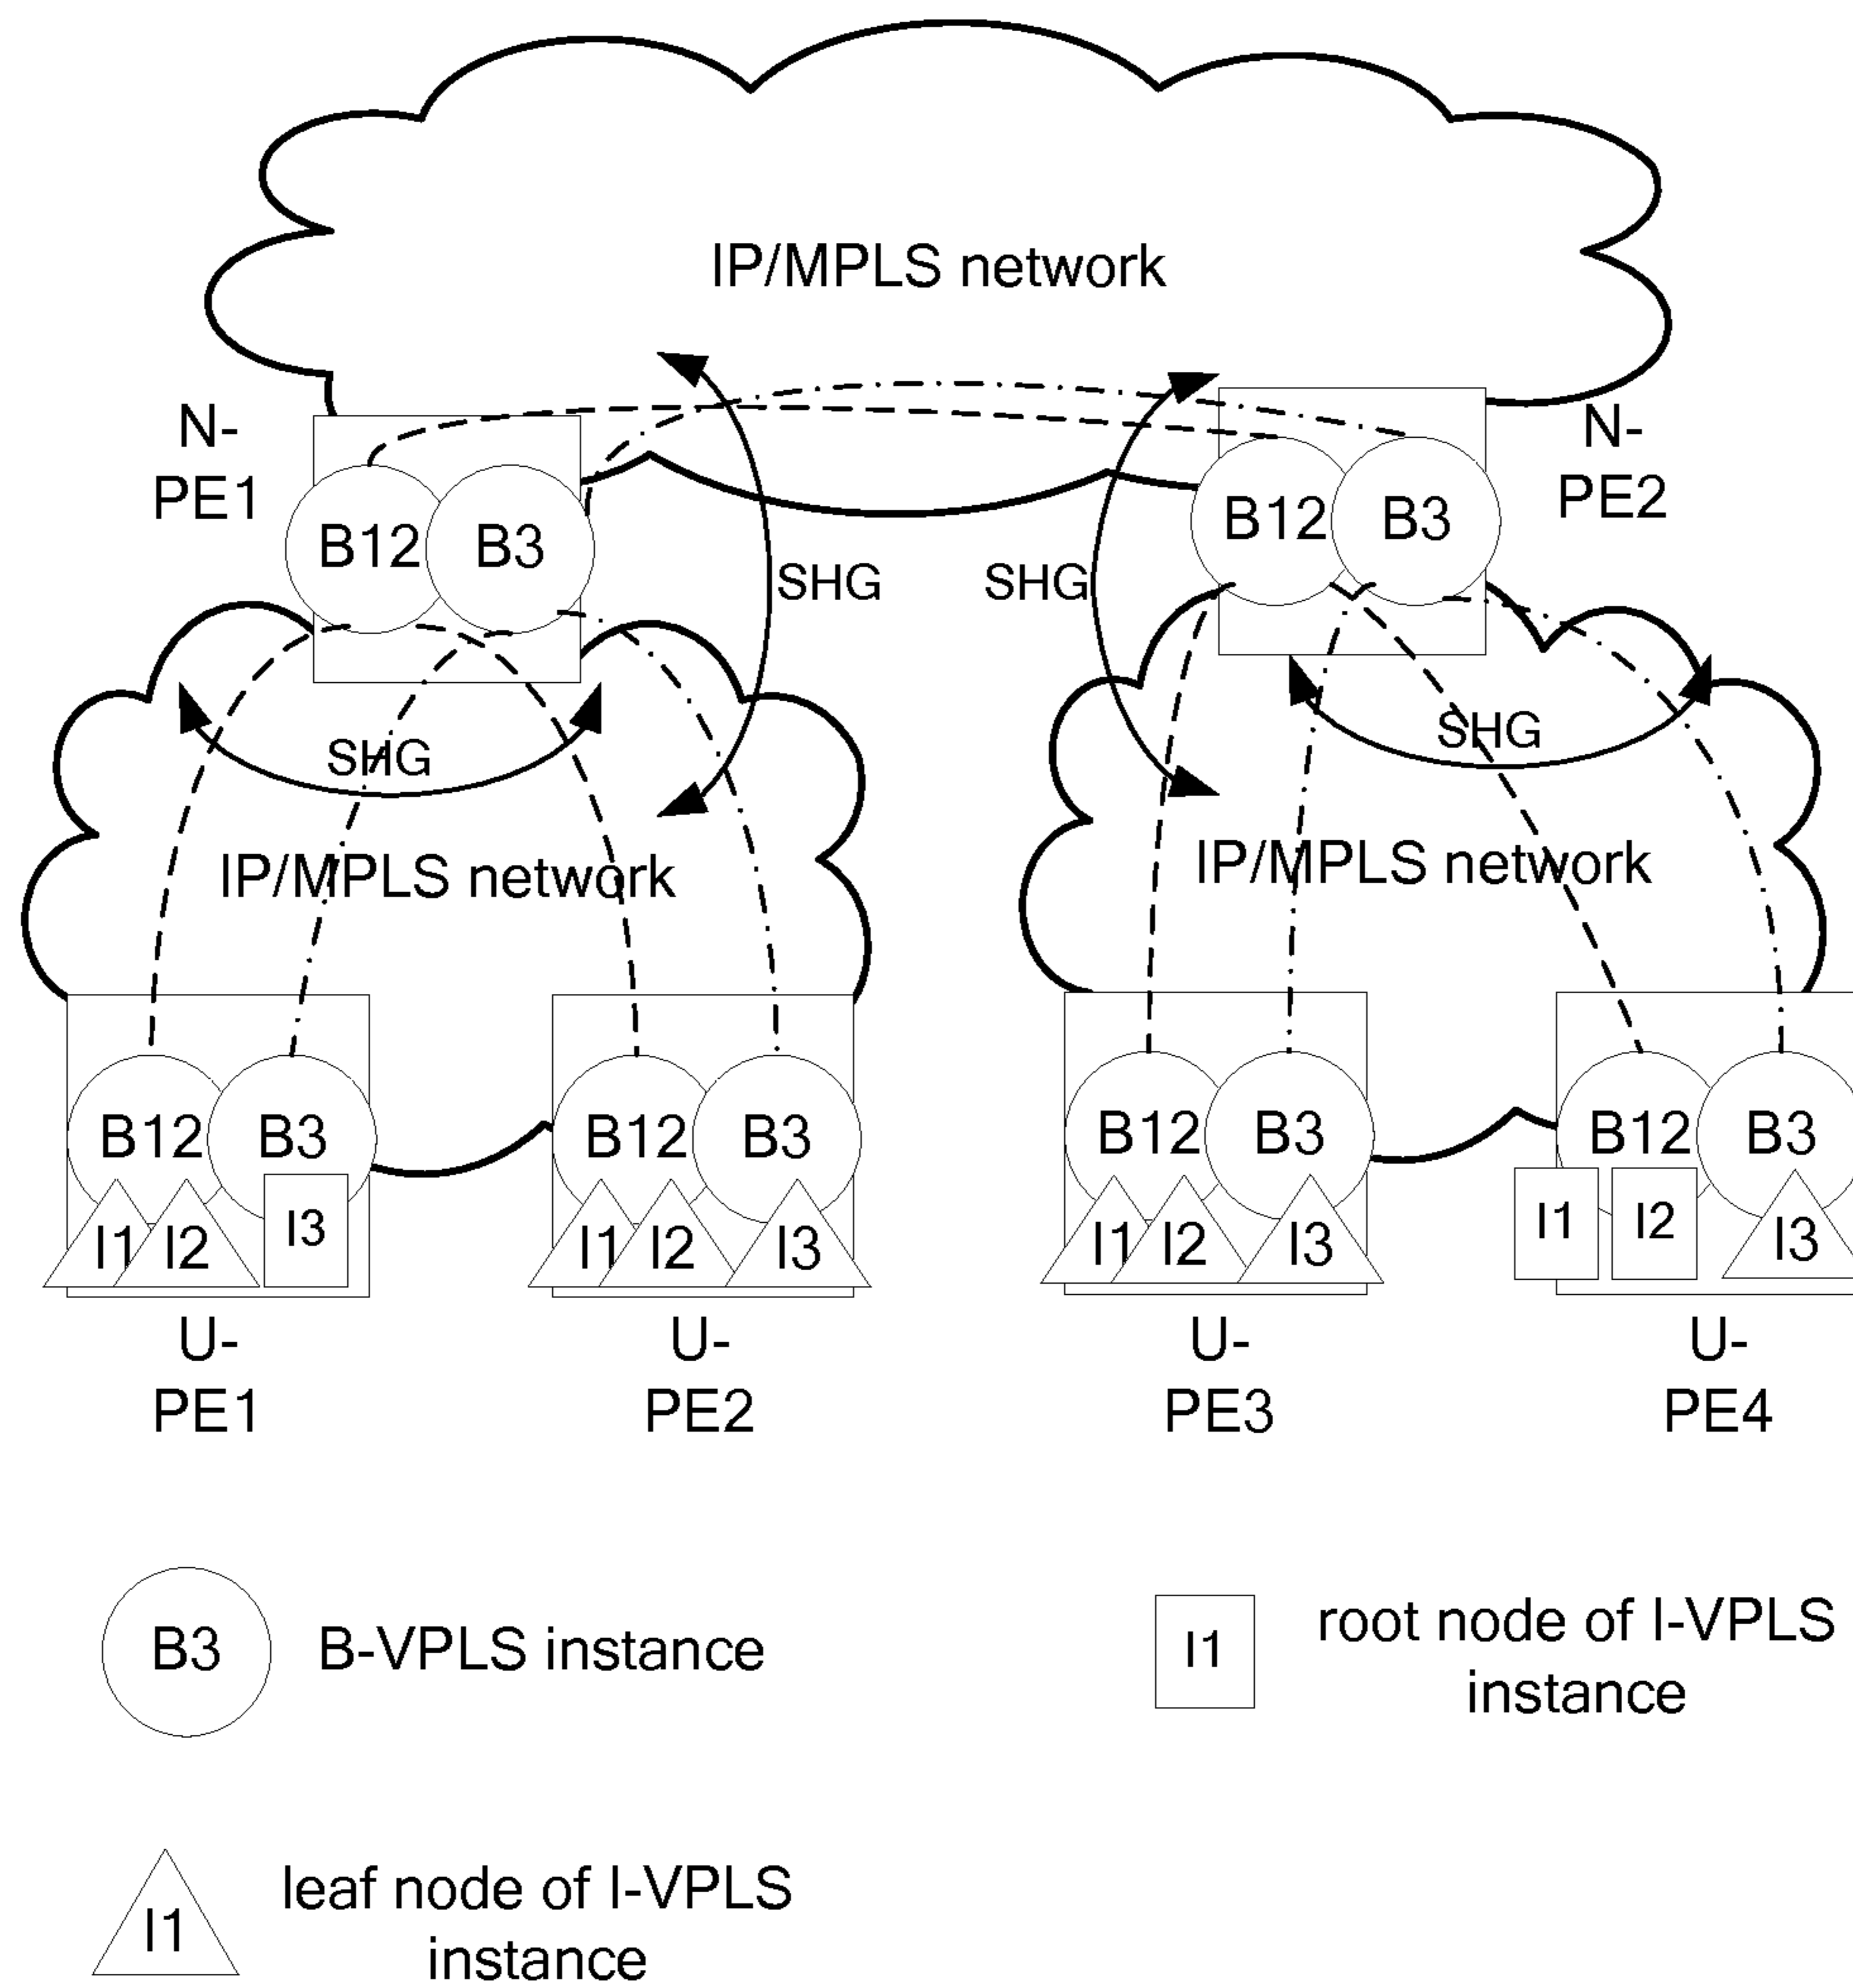 IP/MPLS network
N-
PE1
N-
PE2
B12
B3
B12
B3
SHG
SHG
SHG
SHG
IP/MPLS network
IP/MPLS network
B12
B3
B12
B3
B12
B3
B12
B3
I1
I2
I3
I1
I2
I3
I1
I2
I3
I1
I2
I3
U-
PE1
U-
PE2
U-
PE3
U-
PE4
B3
B-VPLS instance
I1
root node of I-VPLS
instance
I1
leaf node of I-VPLS
instance